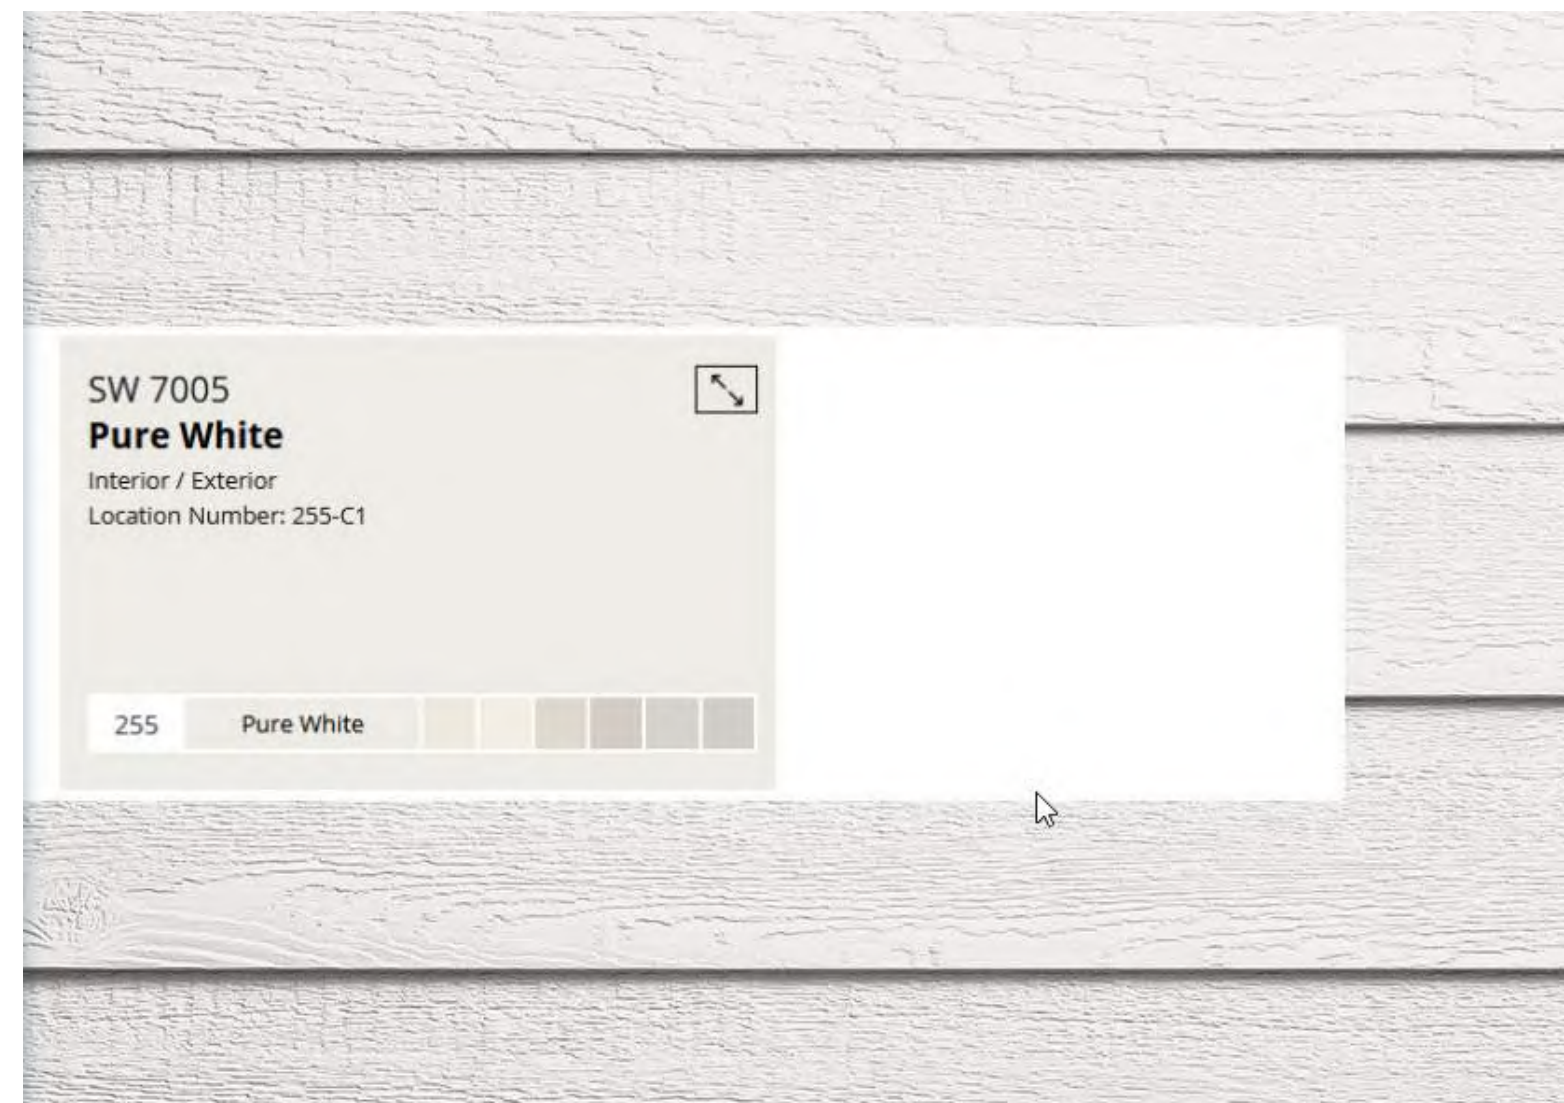 SW 7005
Pure White
Interior / Exterior
Location Number: 255-C1
255 Pure White